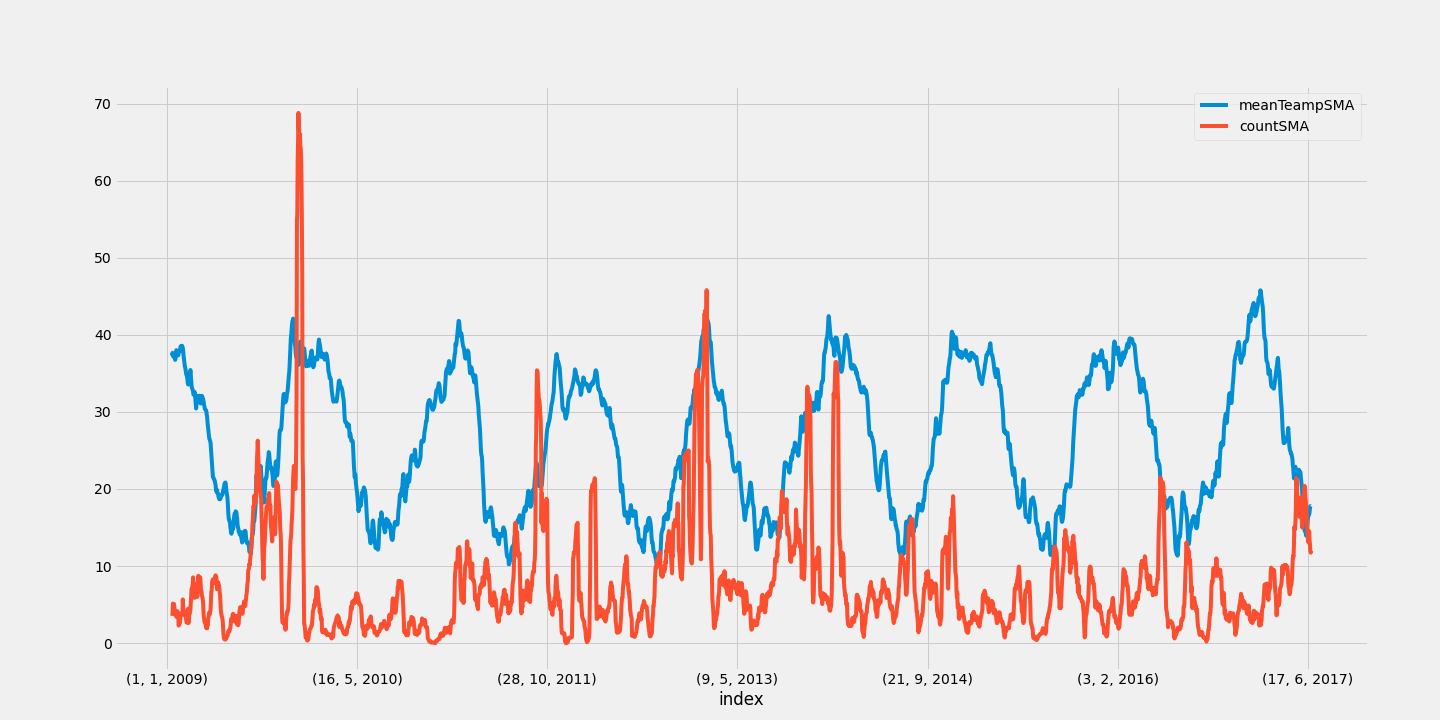 70
60
50
40
30
20
10
0
meanTeampSMA
countSMA
(1, 1, 2009)
(16, 5, 2010)
(28, 10, 2011)
(9, 5, 2013)
(21, 9, 2014)
(3, 2, 2016)
(17, 6, 2017)
index